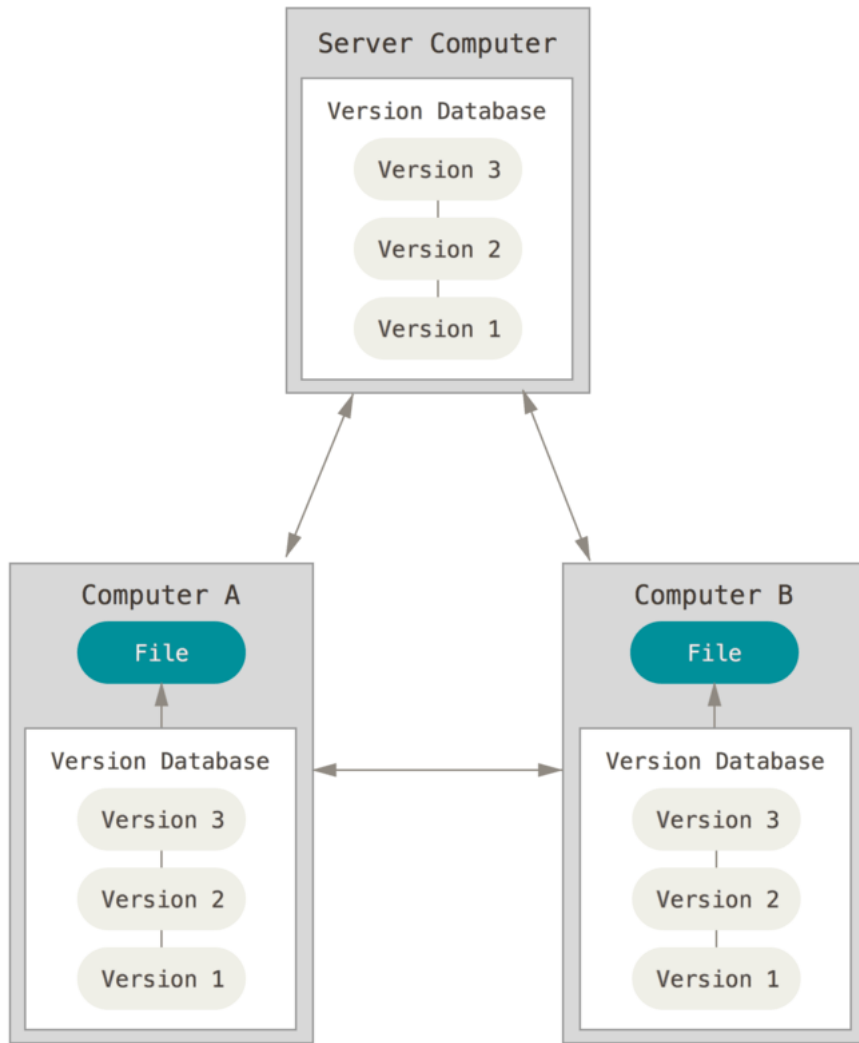 Server Computer
Version Database
Version 3
Version 2
Version 1
Computer A
File
Version Database
Version 3
Version 2
Version 1
Computer B
File
Version Database
Version 3
Version 2
Version 1